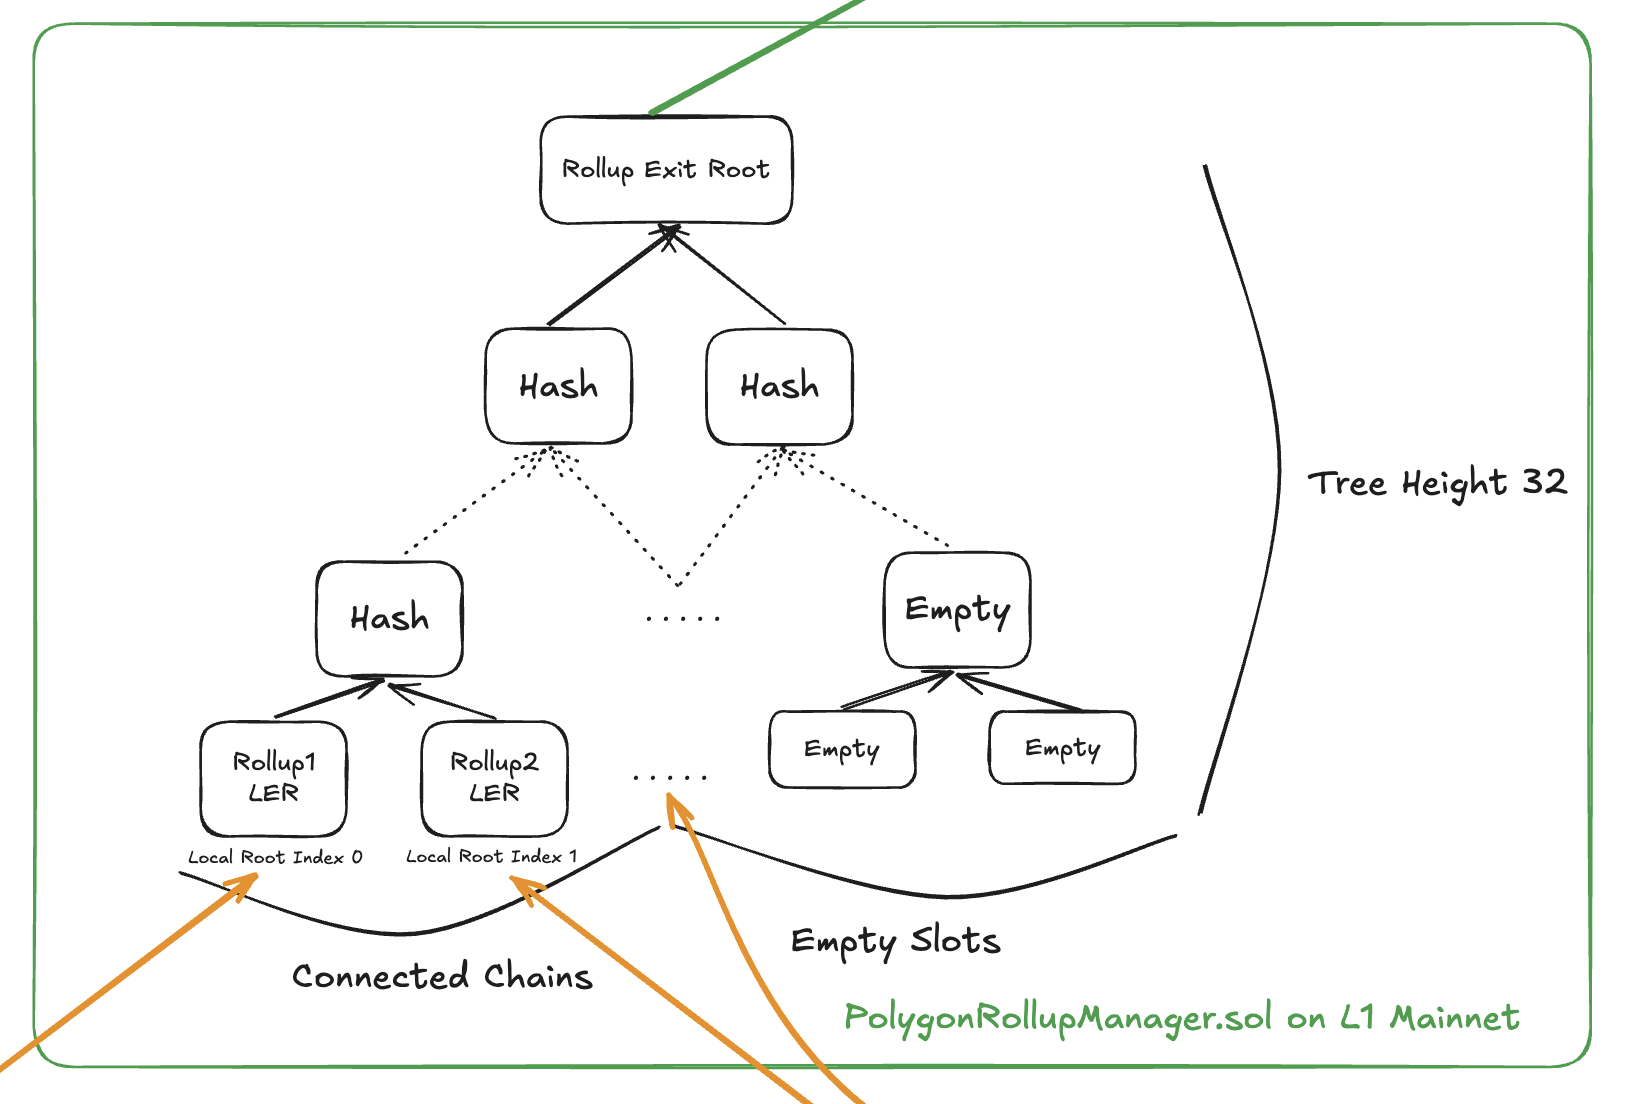 Rollup Exit Root
Hash
Hash
Tree Height 32
Hash
.....
Empty
Rollup1
LER
Rollup2
LER
.....
Empty
Empty
Local Root Index 0
Local Root Index 1
Connected Chains
Empty Slots
PolygonRollupManager.sol on L1 Mainnet